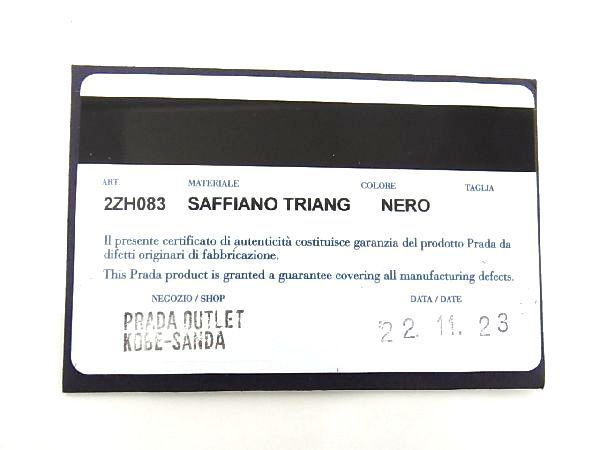 ART. MATERIALE COLORE TAGLIA
2ZH083 SAFFIANO TRIANG NERO
Il presente certificato di autenticità costituisce garanzia del prodotto Prada da
difetti originari di fabbricazione.
This Prada product is granted a guarantee covering all manufacturing defects.
NEGOZIO / SHOP DATA / DATE
PRADA OUTLET
KOBE-SANDA
22. 11. 23